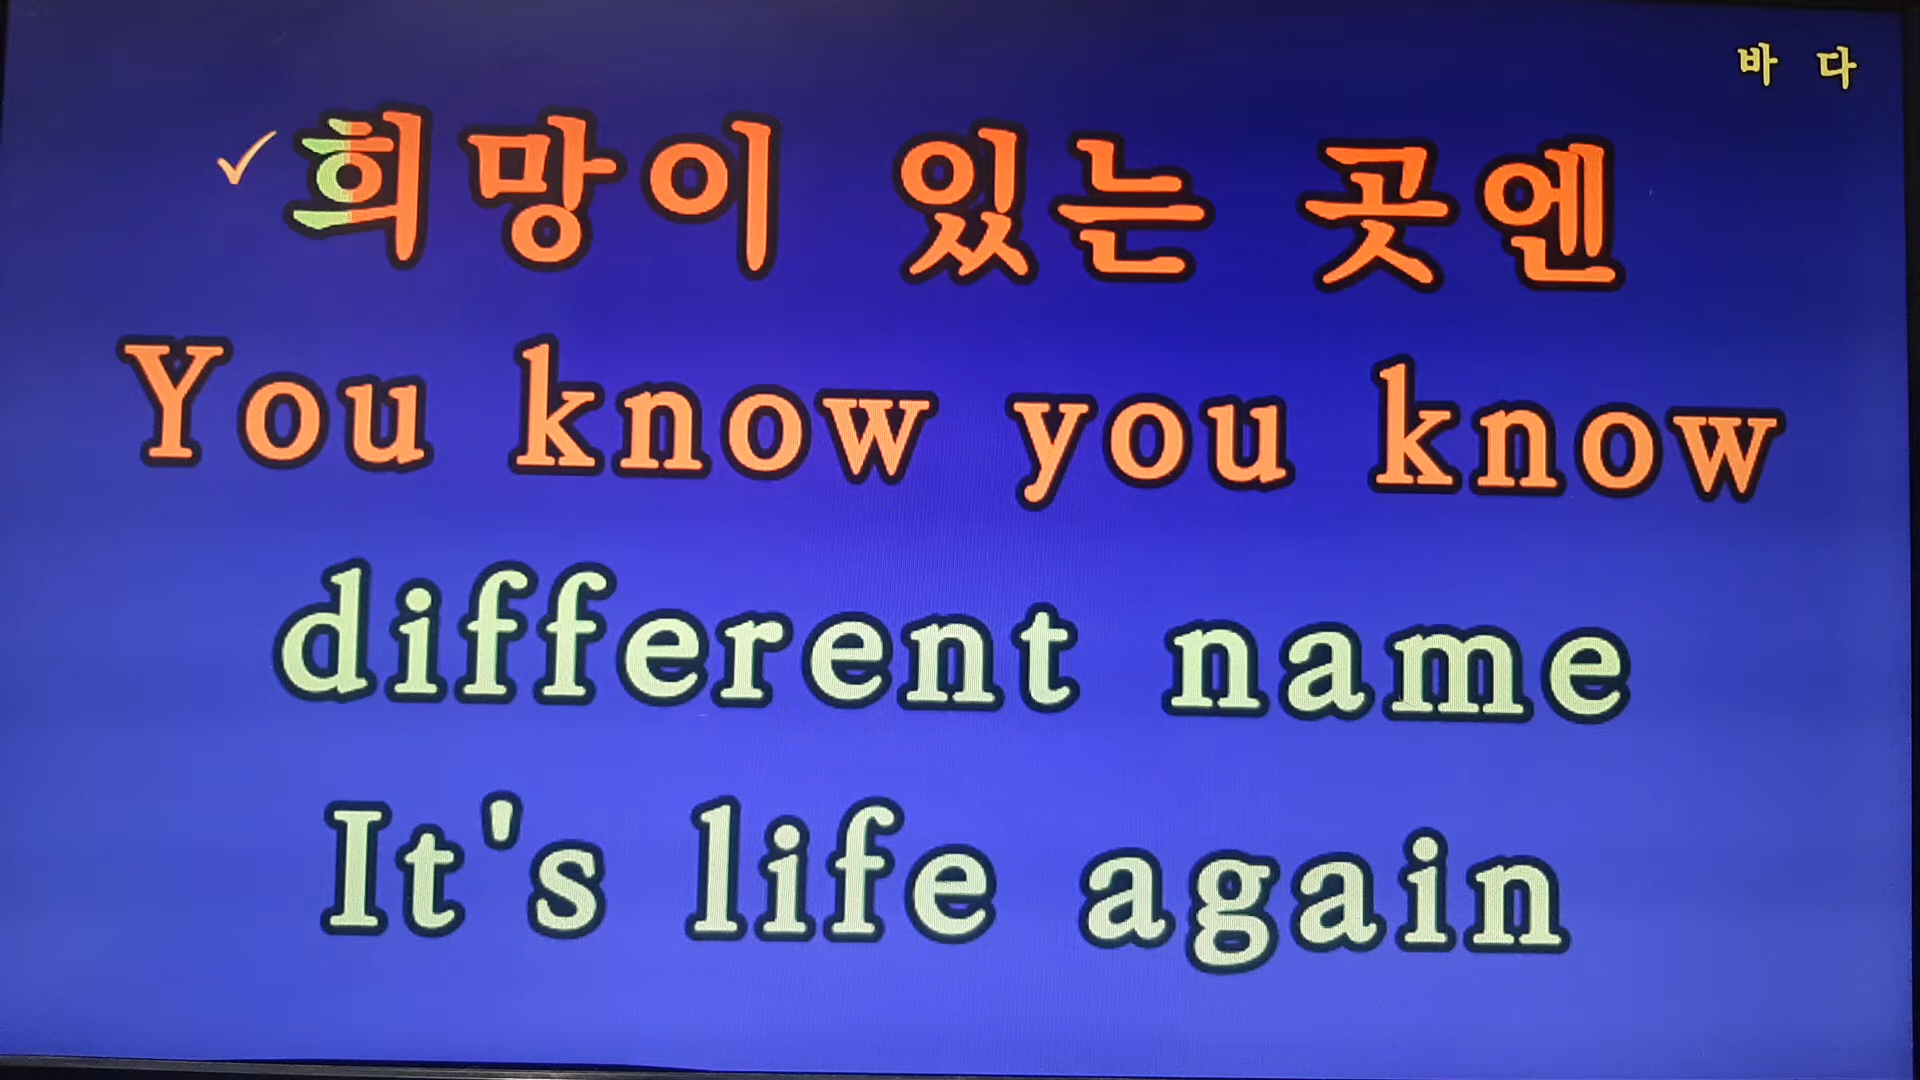 바 다
희망이 있는 곳엔
You know you know
different name
It's life again